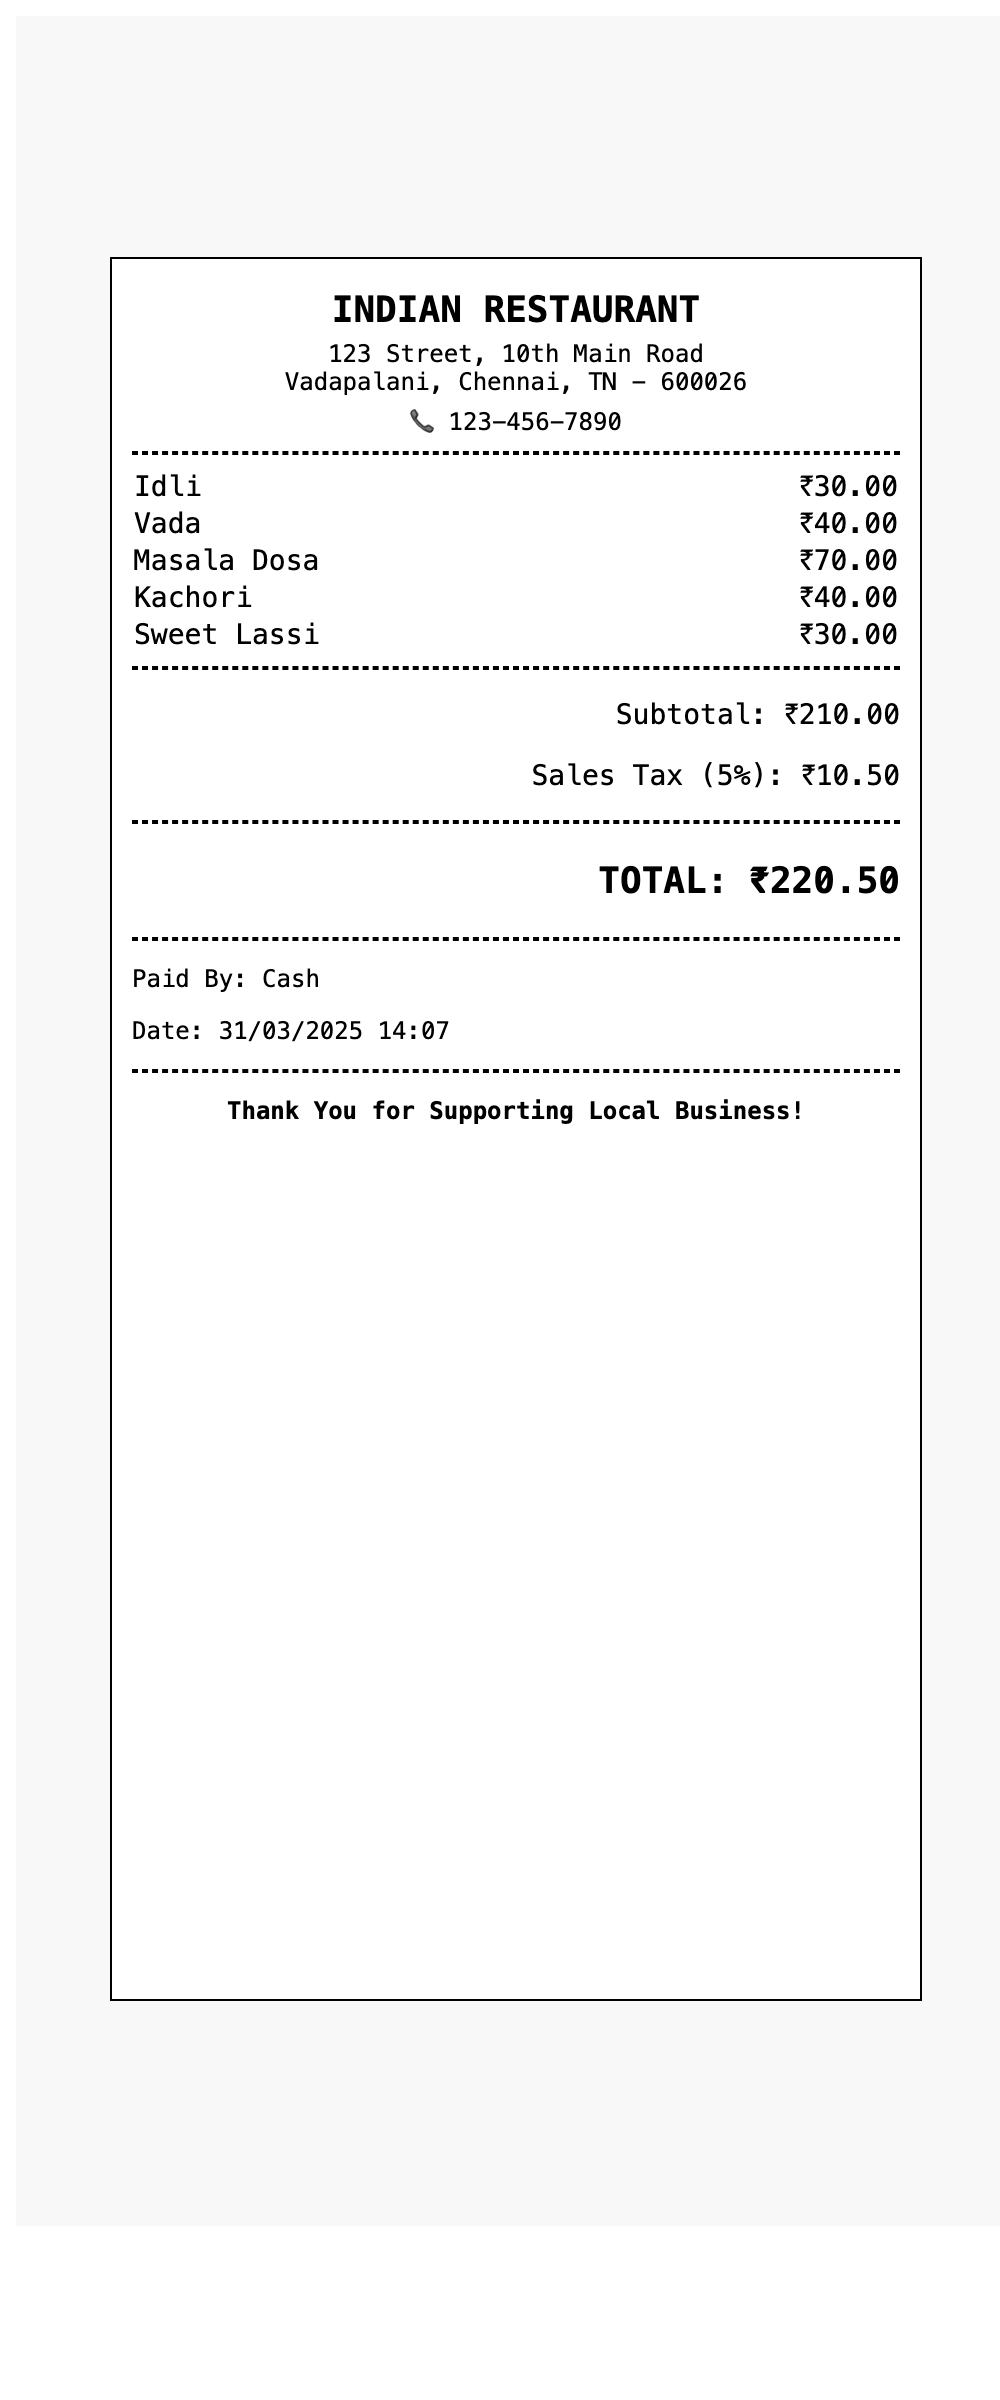 INDIAN RESTAURANT
123 Street, 10th Main Road
Vadapalani, Chennai, TN – 600026
📞 123–456–7890
Idli ₹30.00
Vada ₹40.00
Masala Dosa ₹70.00
Kachori ₹40.00
Sweet Lassi ₹30.00
Subtotal: ₹210.00
Sales Tax (5%): ₹10.50
TOTAL: ₹220.50
Paid By: Cash
Date: 31/03/2025 14:07
Thank You for Supporting Local Business!